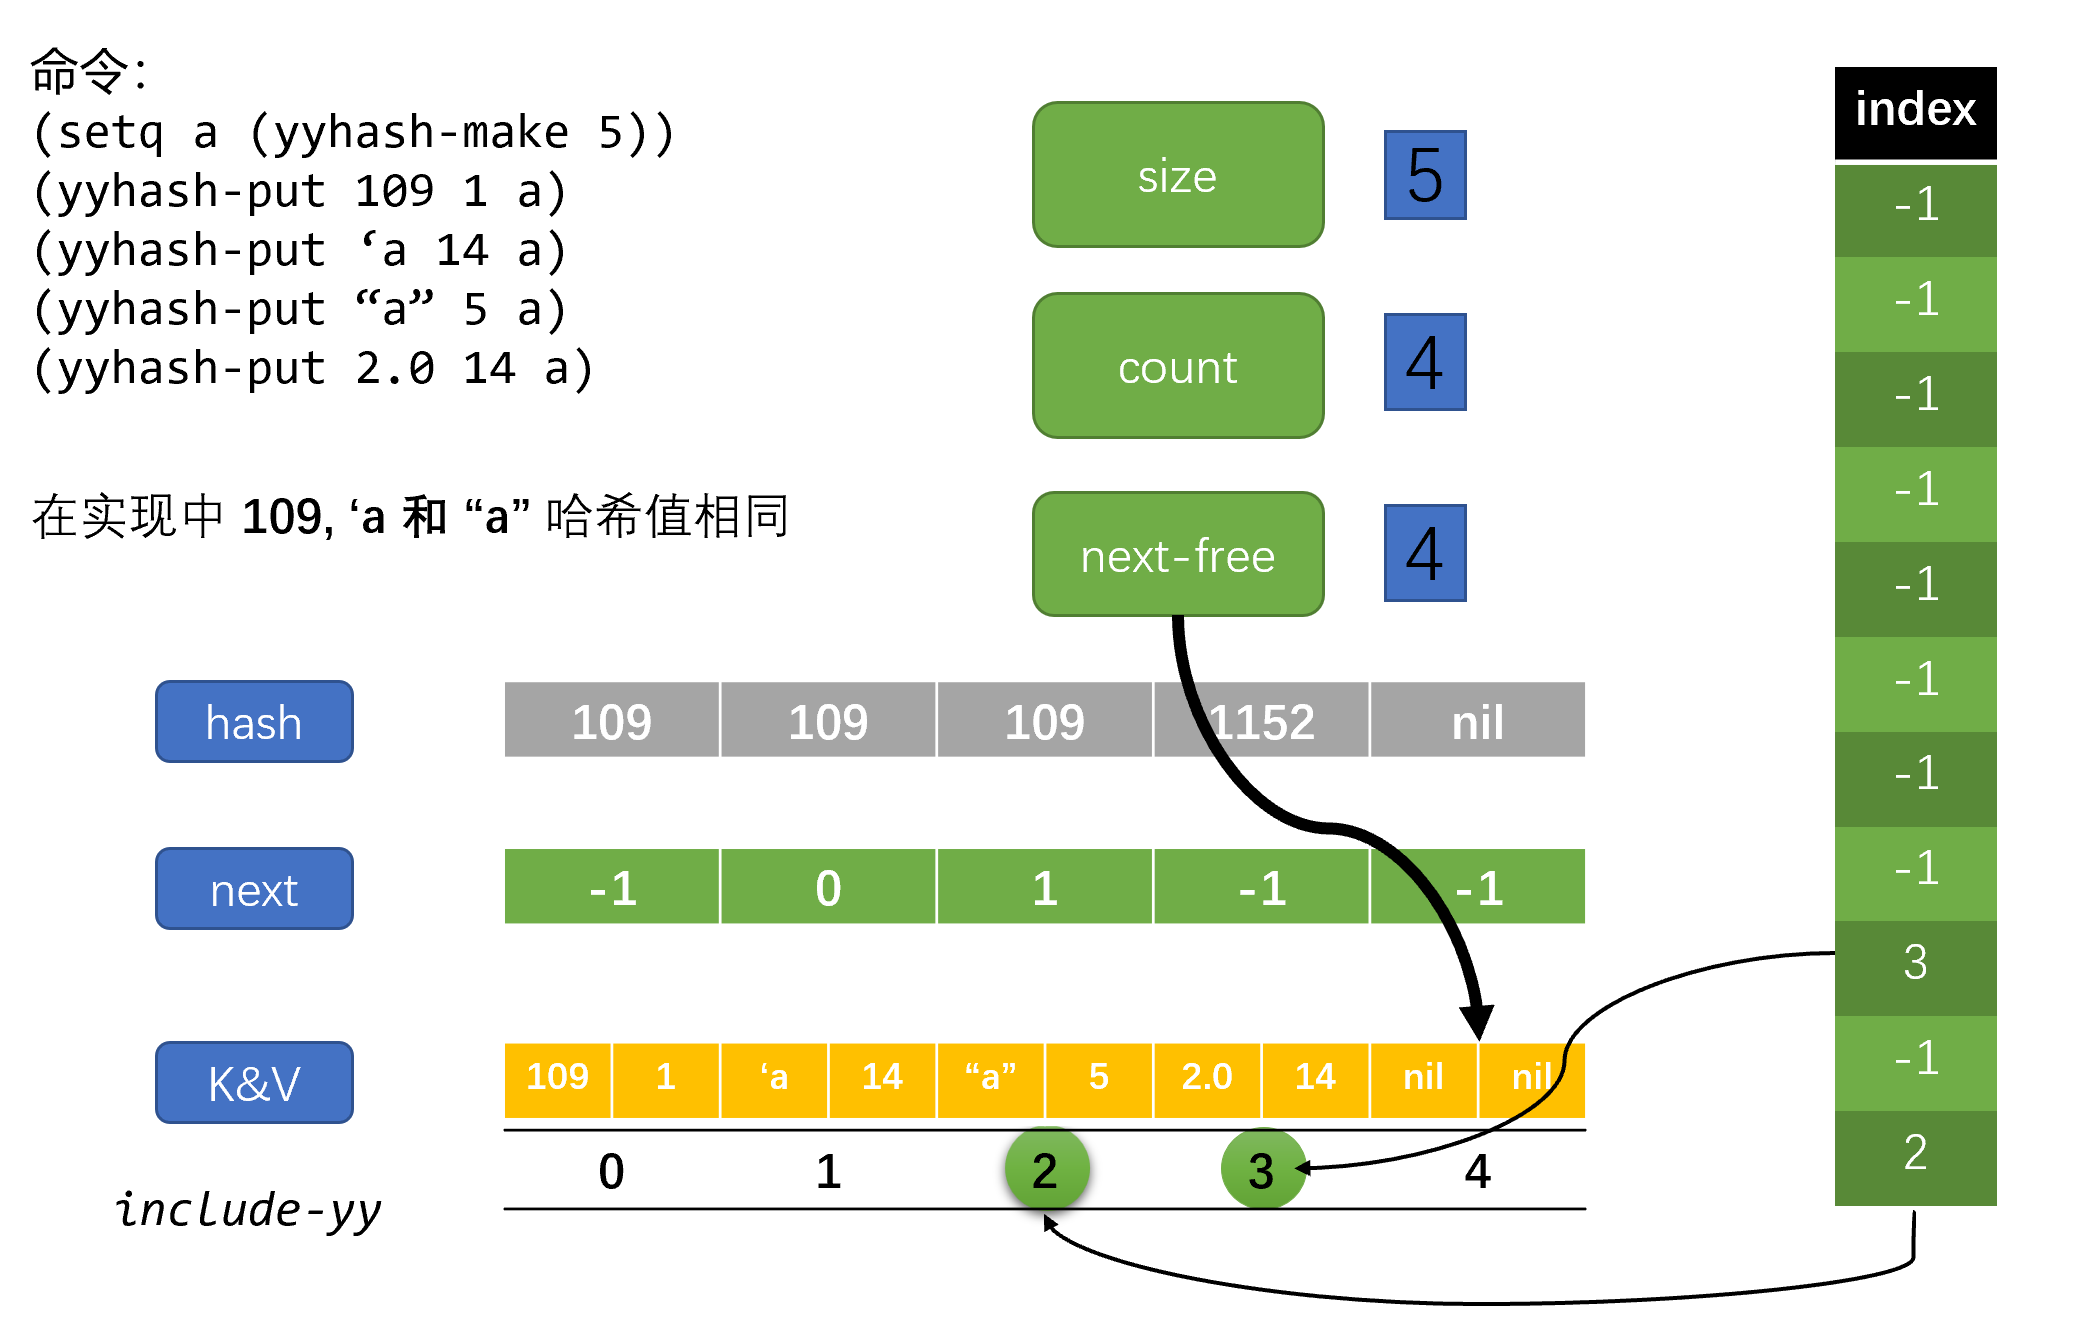 命令：
(setq a (yyhash-make 5))
(yyhash-put 109 1 a)
(yyhash-put ‘a 14 a)
(yyhash-put “a” 5 a)
(yyhash-put 2.0 14 a)
在实现中 109, ‘a 和 “a” 哈希值相同
size 5
count 4
next-free 4
hash 109 109 109 1152 nil
next -1 0 1 -1 -1
K&V 109 1 ‘a 14 “a” 5 2.0 14 nil nil
0 1 2 3 4
include-yy
index
-1
-1
-1
-1
-1
-1
-1
-1
3
-1
2